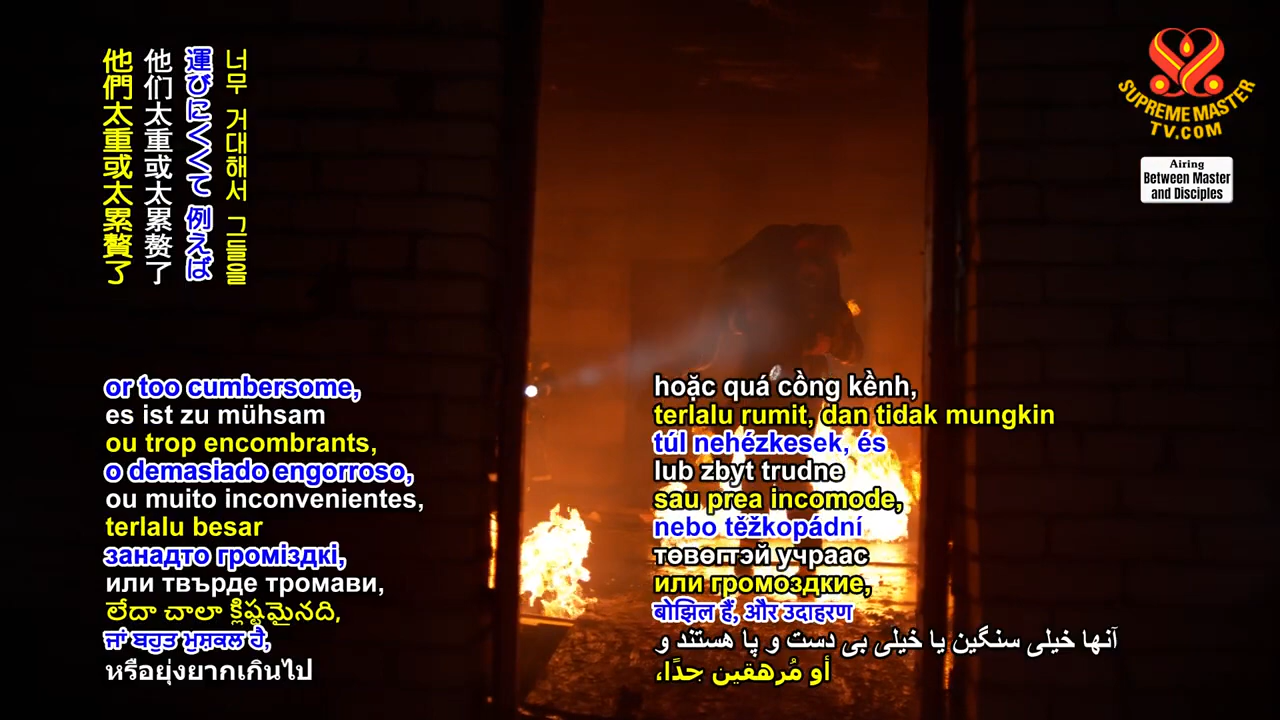 他們太重或太累贅了
他们太重或太累赘了
運びにくくて 例えば
너무 거대해서 그들을
SUPREME MASTER
TV.COM
Airing
Between Master
and Disciples
or too cumbersome,
es ist zu mühsam
ou trop encombrants,
o demasiado engorroso,
ou muito inconvenientes,
terlalu besar
занадто громіздкі,
или твърде тромави,
లేదా చాలా క్లిష్టమైనది,
ਜਾਂ ਬਹੁਤ ਮੁਸ਼ਕਲ ਹੈ,
หรือยุ่งยากเกินไป
hoặc quá cồng kềnh,
terlalu rumit, dan tidak mungkin
túl nehézkesek, és
lub zbyt trudne
sau prea incomode,
nebo těžkopádní
төвөгтэй учраас
или громоздкие,
बोझिल हैं, और उदाहरण
آنها خیلی سنگین یا خیلی بی دست و پا هستند و
أو مُرهقين جدًا،